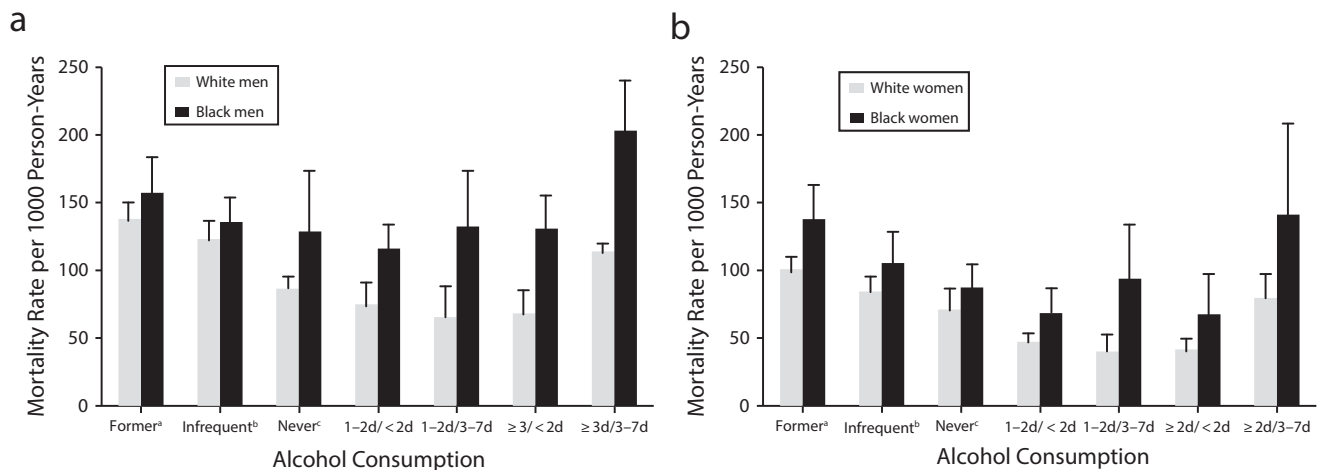 a
Mortality Rate per 1000 Person-Years
250
200
150
100
50
0
White men
Black men
Formerᵃ
Infrequentᵇ
Neverᶜ
1–2d/ < 2d
1–2d/3–7d
≥ 3/ < 2d
≥ 3d/3–7d
Alcohol Consumption
b
Mortality Rate per 1000 Person-Years
250
200
150
100
50
0
White women
Black women
Formerᵃ
Infrequentᵇ
Neverᶜ
1–2d/ < 2d
1–2d/3–7d
≥ 2d/ < 2d
≥ 2d/3–7d
Alcohol Consumption